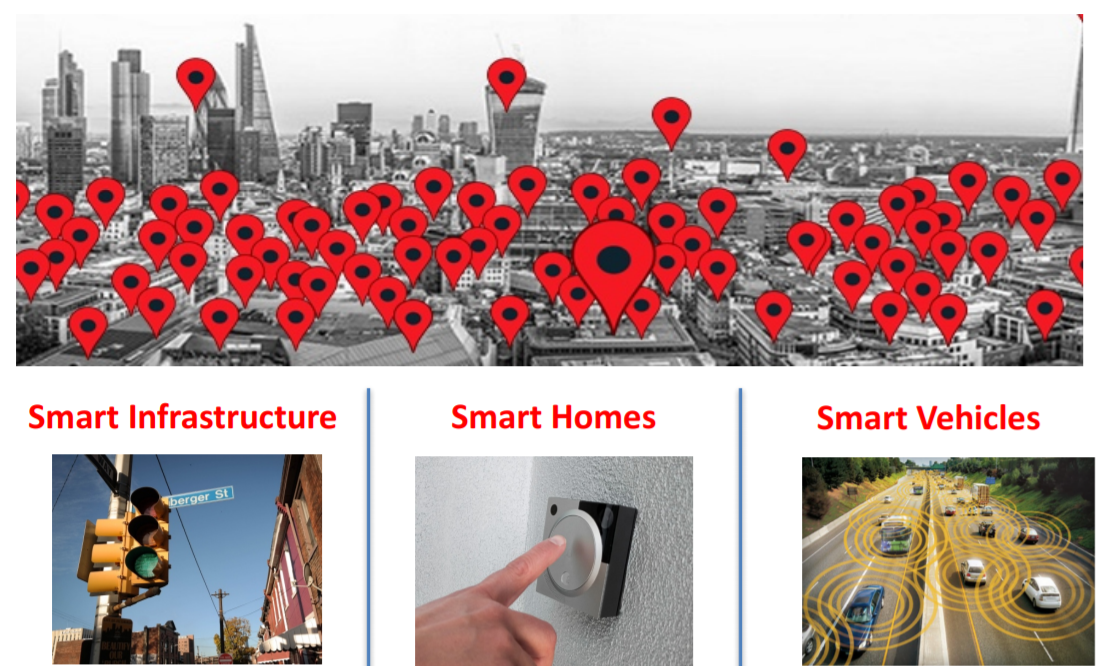 Smart Infrastructure
Smart Homes
Smart Vehicles
berger St